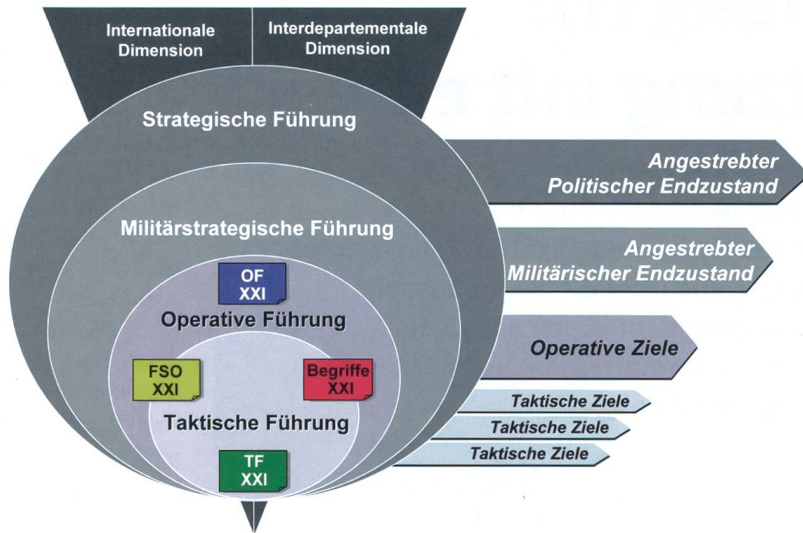 Internationale
Dimension
Interdepartementale
Dimension
Strategische Führung
Angestrebter
Politischer Endzustand
Militärstrategische Führung
Angestrebter
Militärischer Endzustand
OF
XXI
Operative Führung
Operative Ziele
FSO
XXI
Begriffe
XXI
Taktische Ziele
Taktische Führung
Taktische Ziele
Taktische Ziele
TF
XXI